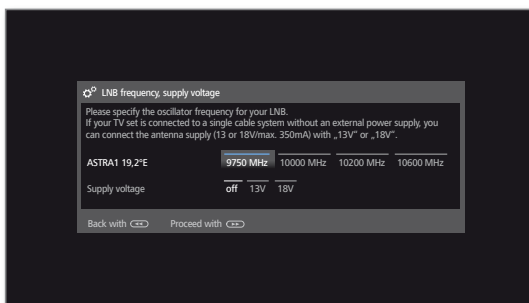 LNB frequency, supply voltage
Please specify the oscillator frequency for your LNB.
If your TV set is connected to a single cable system without an external power supply, you
can connect the antenna supply (13 or 18V/max. 350mA) with „13V” or „18V”.
ASTRA1 19,2°E 9750 MHz 10000 MHz 10200 MHz 10600 MHz
Supply voltage off 13V 18V
Back with Proceed with